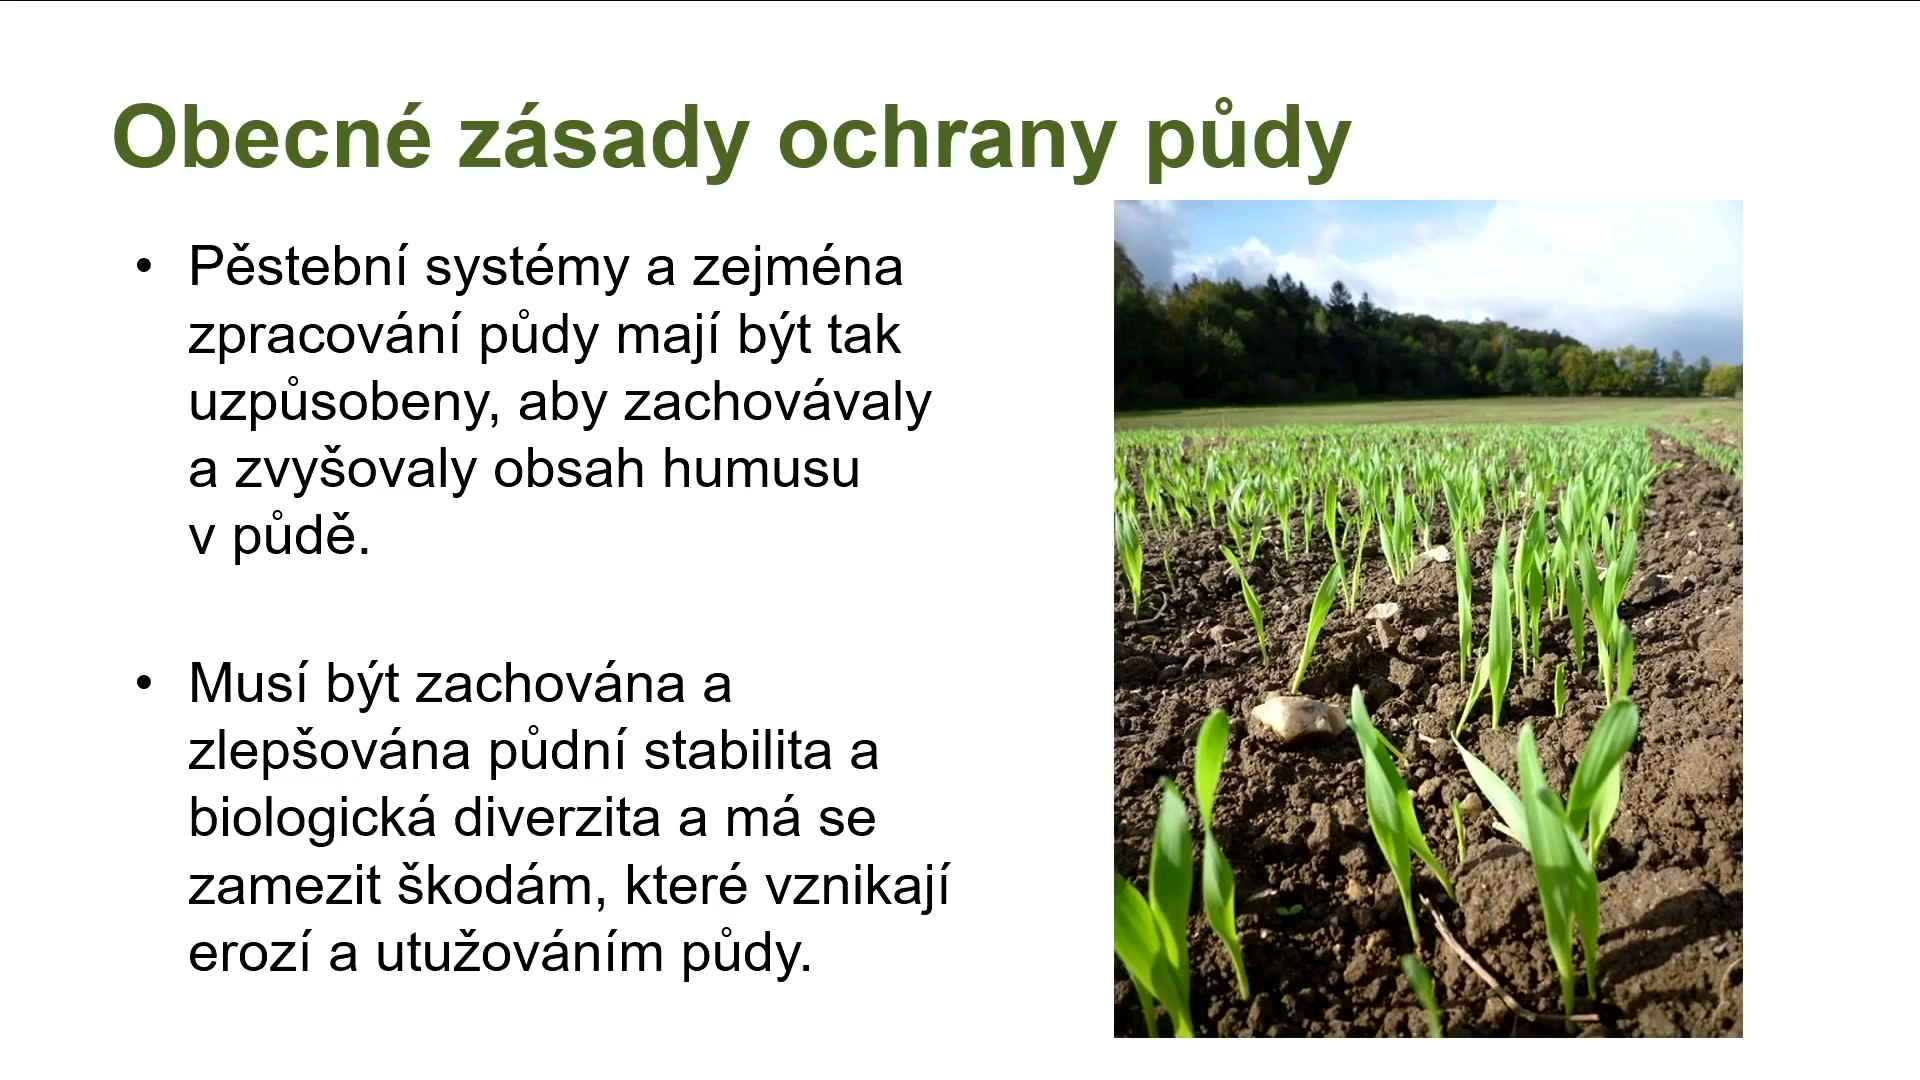 Obecné zásady ochrany půdy
• Pěstební systémy a zejména
zpracování půdy mají být tak
uzpůsobeny, aby zachovávaly
a zvyšovaly obsah humusu
v půdě.
• Musí být zachována a
zlepšována půdní stabilita a
biologická diverzita a má se
zamezit škodám, které vznikají
erozí a utužováním půdy.